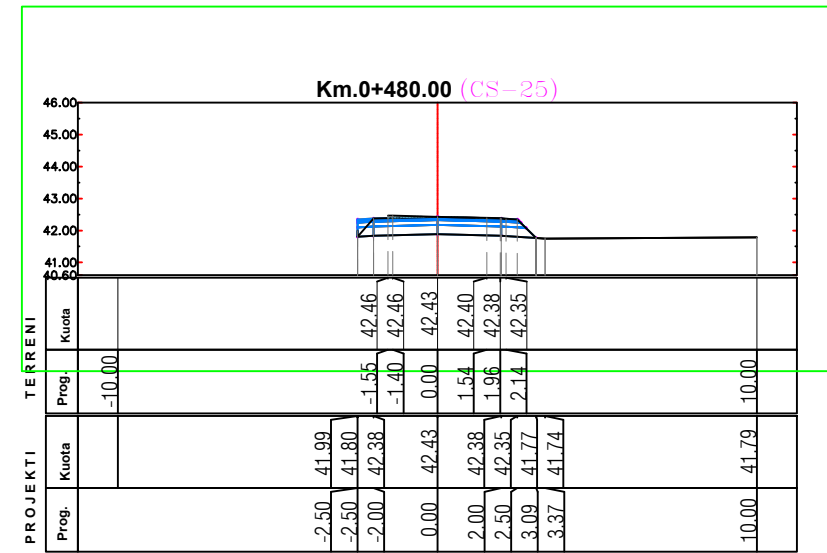 Km.0+480.00 (CS-25)
46.00
45.00
44.00
43.00
42.00
41.00
40.60
TERRENI
Kuota
42.46 42.46 42.43 42.40 42.38 42.35
Prog.
-10.00 -1.55 -1.40 0.00 1.54 1.96 2.14 10.00
PROJEKTI
Kuota
41.99 41.80 42.38 42.43 42.38 42.35 41.77 41.74 41.79
Prog.
-2.50 -2.50 -2.00 0.00 2.00 2.50 3.09 3.37 10.00